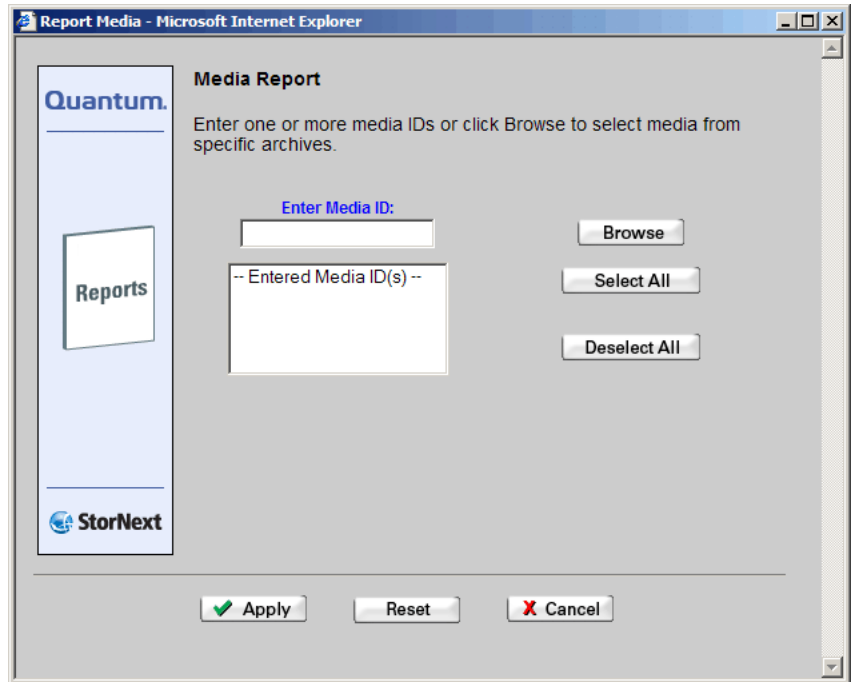 Report Media - Microsoft Internet Explorer
Quantum.
Media Report
Enter one or more media IDs or click Browse to select media from
specific archives.
Enter Media ID:
Browse
-- Entered Media ID(s) --
Select All
Reports
Deselect All
StorNext
Apply
Reset
Cancel